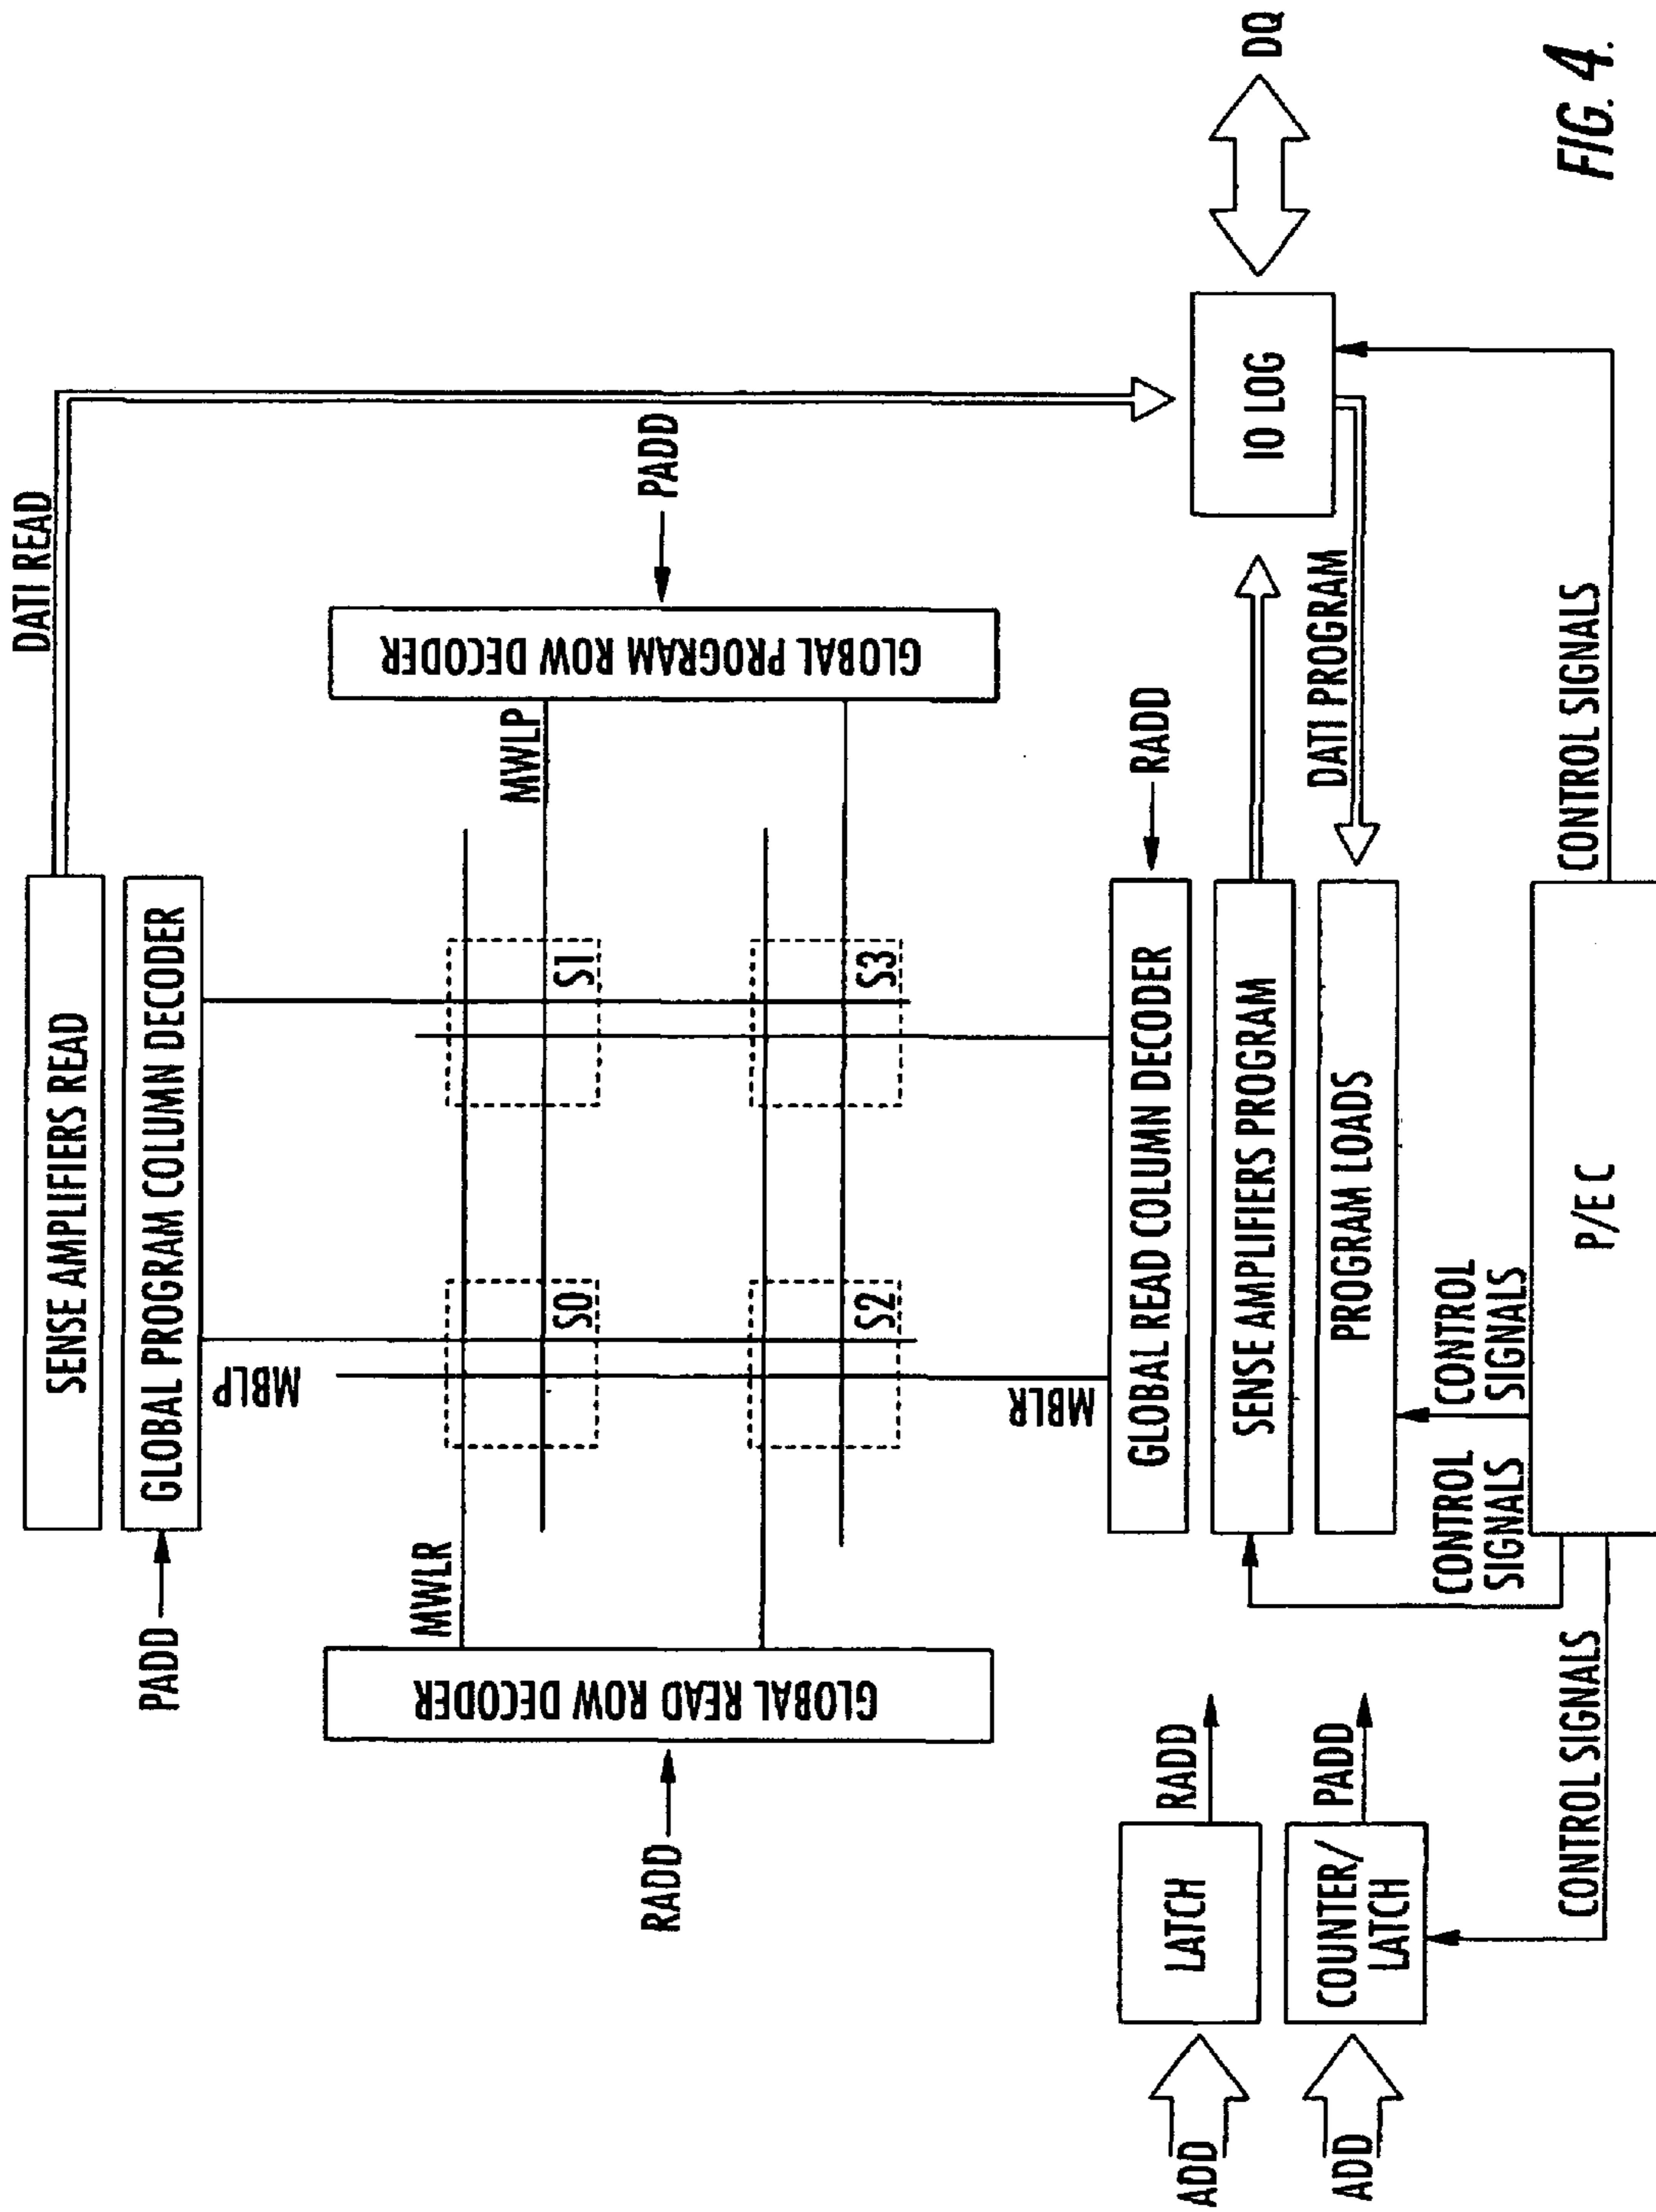 DATI READ
SENSE AMPLIFIERS READ
PADD
GLOBAL PROGRAM COLUMN DECODER
MBLP
MWLR
MWLP
S0
S1
RADD
GLOBAL READ ROW DECODER
GLOBAL PROGRAM ROW DECODER
PADD
S2
S3
MBLR
GLOBAL READ COLUMN DECODER
RADD
SENSE AMPLIFIERS PROGRAM
DATI PROGRAM
PROGRAM LOADS
IO LOG
DQ
ADD
LATCH
RADD
ADD
COUNTER/
LATCH
PADD
CONTROL
SIGNALS
CONTROL
SIGNALS
CONTROL SIGNALS
P/E C
CONTROL SIGNALS
FIG. 4.